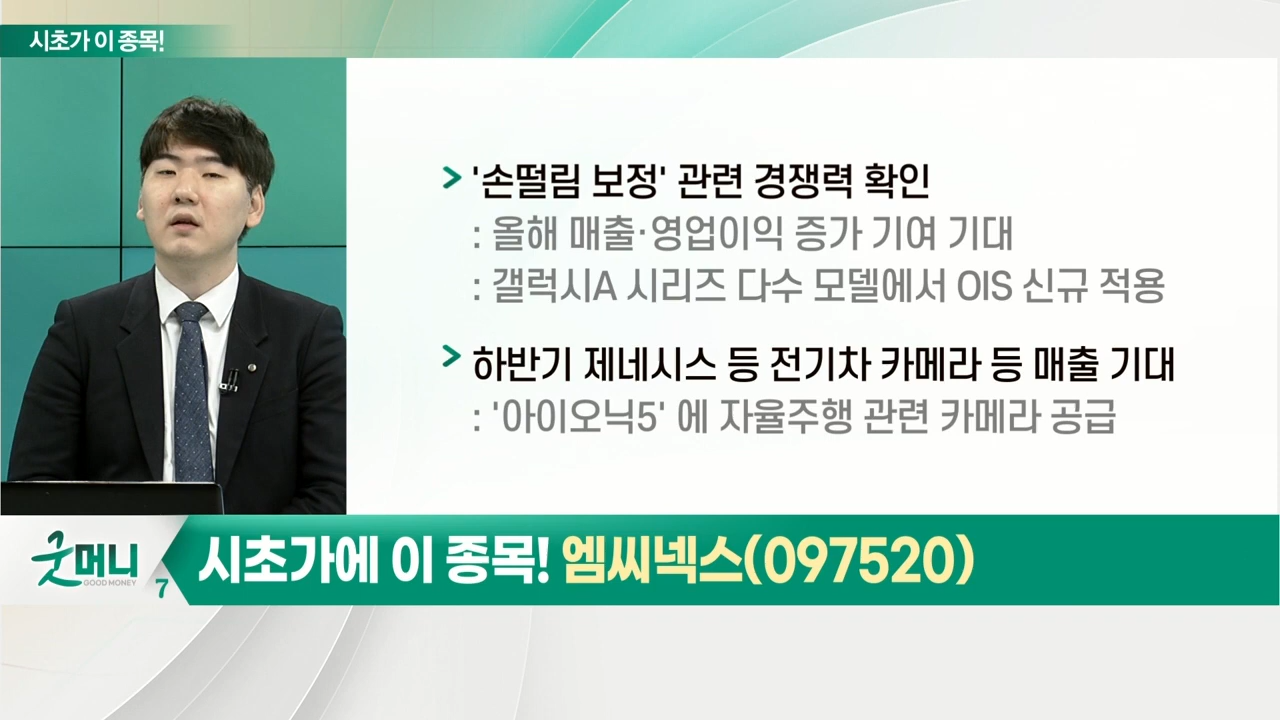 시초가 이 종목!
'손떨림 보정' 관련 경쟁력 확인
: 올해 매출·영업이익 증가 기여 기대
: 갤럭시A 시리즈 다수 모델에서 OIS 신규 적용
하반기 제네시스 등 전기차 카메라 등 매출 기대
: '아이오닉5' 에 자율주행 관련 카메라 공급
굿머니
GOOD MONEY
7
시초가에 이 종목! 엠씨넥스(097520)